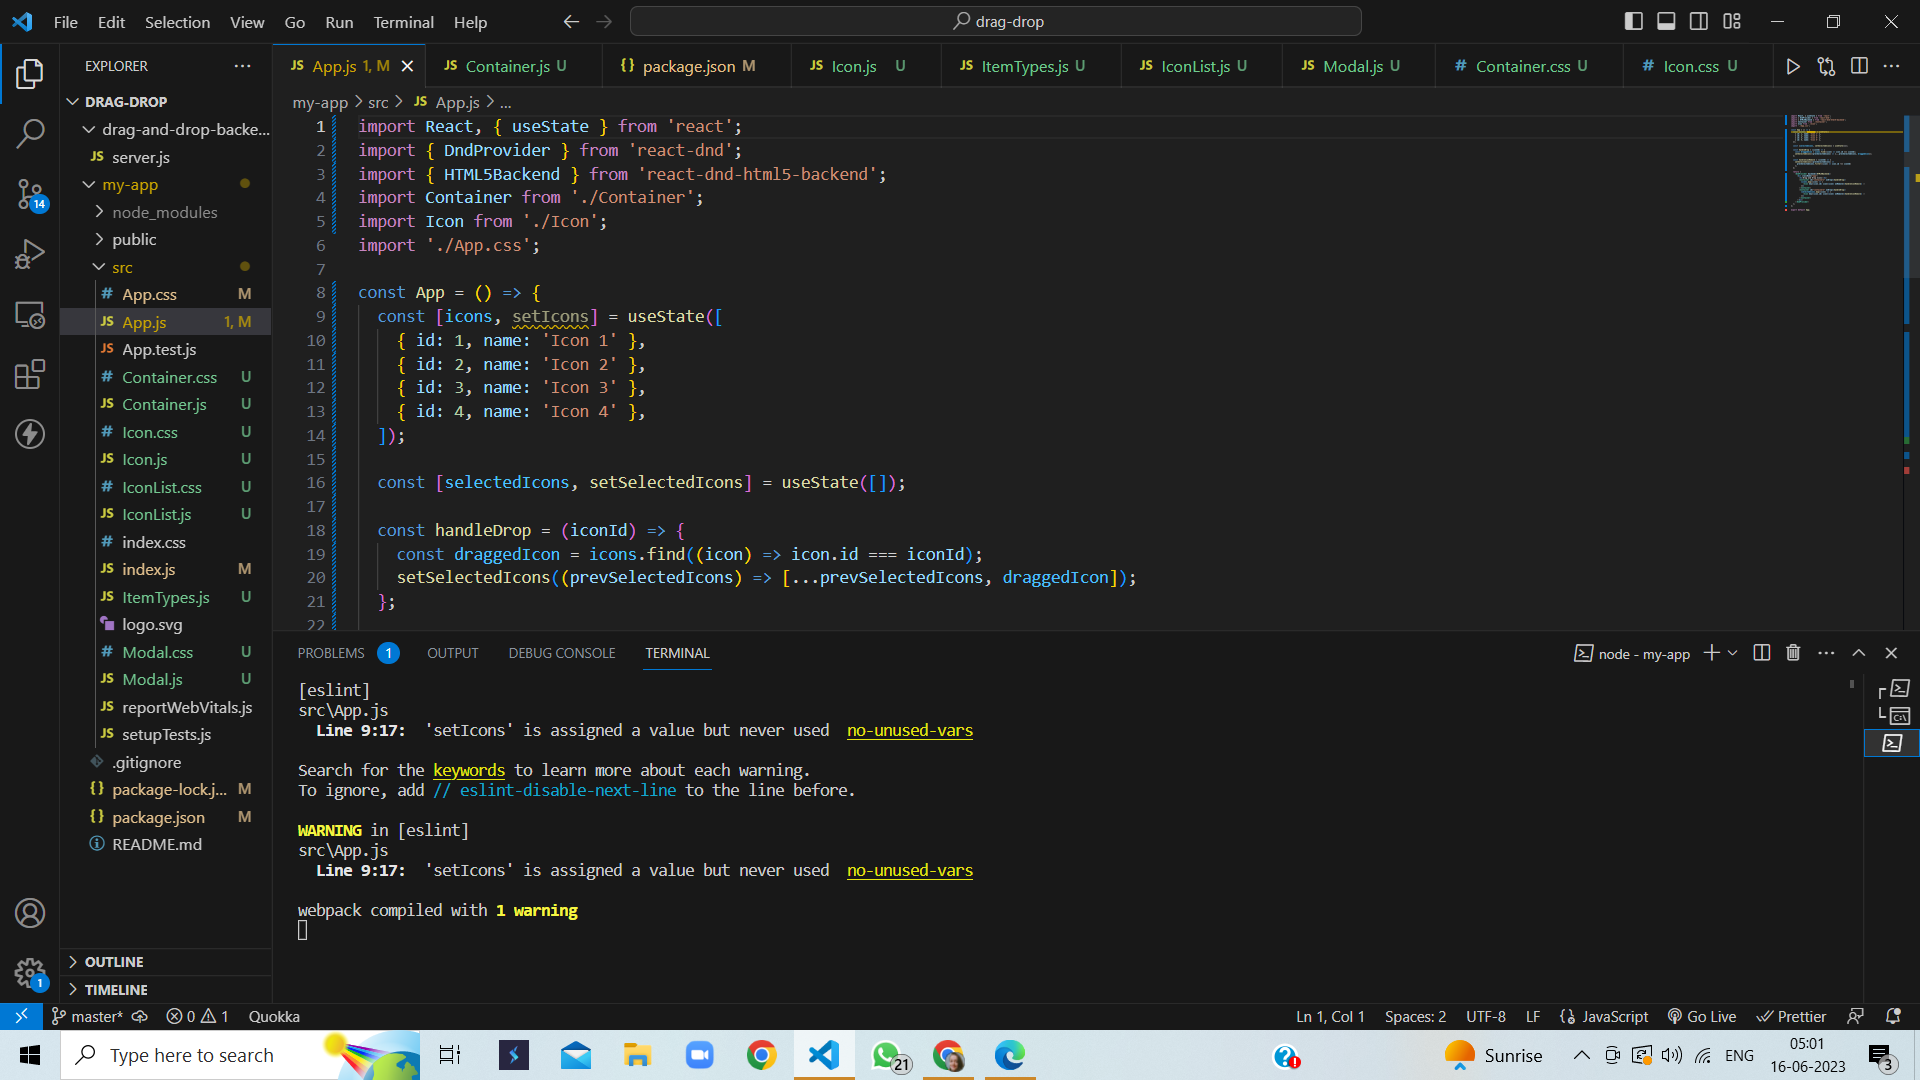 File Edit Selection View Go Run Terminal Help
drag-drop
EXPLORER
App.js 1, M
Container.js U
package.json M
Icon.js U
ItemTypes.js U
IconList.js U
Modal.js U
Container.css U
Icon.css U
my-app > src > JS App.js > ...
DRAG-DROP
drag-and-drop-backe...
JS server.js
my-app
node_modules
public
src
# App.css M
JS App.js 1, M
JS App.test.js
# Container.css U
JS Container.js U
# Icon.css U
JS Icon.js U
# IconList.css U
JS IconList.js U
# index.css
JS index.js M
JS ItemTypes.js U
logo.svg
# Modal.css U
JS Modal.js U
JS reportWebVitals.js
JS setupTests.js
.gitignore
{} package-lock.j... M
{} package.json M
README.md
OUTLINE
TIMELINE
14
1
1 import React, { useState } from 'react';
2 import { DndProvider } from 'react-dnd';
3 import { HTML5Backend } from 'react-dnd-html5-backend';
4 import Container from './Container';
5 import Icon from './Icon';
6 import './App.css';
7
8 const App = () => {
9 const [icons, setIcons] = useState([
10 { id: 1, name: 'Icon 1' },
11 { id: 2, name: 'Icon 2' },
12 { id: 3, name: 'Icon 3' },
13 { id: 4, name: 'Icon 4' },
14 ]);
15
16 const [selectedIcons, setSelectedIcons] = useState([]);
17
18 const handleDrop = (iconId) => {
19 const draggedIcon = icons.find((icon) => icon.id === iconId);
20 setSelectedIcons((prevSelectedIcons) => [...prevSelectedIcons, draggedIcon]);
21 };
22
PROBLEMS 1 OUTPUT DEBUG CONSOLE TERMINAL
node - my-app
[eslint]
src\App.js
Line 9:17: 'setIcons' is assigned a value but never used no-unused-vars
Search for the keywords to learn more about each warning.
To ignore, add // eslint-disable-next-line to the line before.
WARNING in [eslint]
src\App.js
Line 9:17: 'setIcons' is assigned a value but never used no-unused-vars
webpack compiled with 1 warning
master* 0 1 Quokka
Ln 1, Col 1 Spaces: 2 UTF-8 LF {} JavaScript Go Live Prettier
Type here to search
21
Sunrise
ENG
05:01
16-06-2023
3